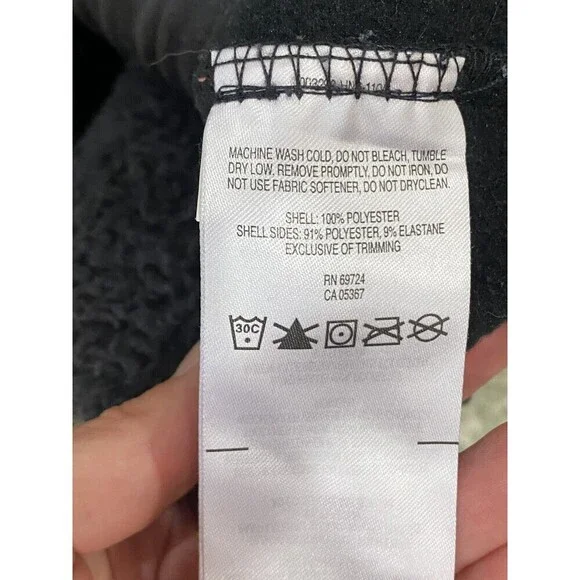 MACHINE WASH COLD, DO NOT BLEACH, TUMBLE
DRY LOW. REMOVE PROMPTLY, DO NOT IRON, DO
NOT USE FABRIC SOFTENER, DO NOT DRYCLEAN.
SHELL: 100% POLYESTER
SHELL SIDES: 91% POLYESTER, 9% ELASTANE
EXCLUSIVE OF TRIMMING
RN 69724
CA 05367
30C